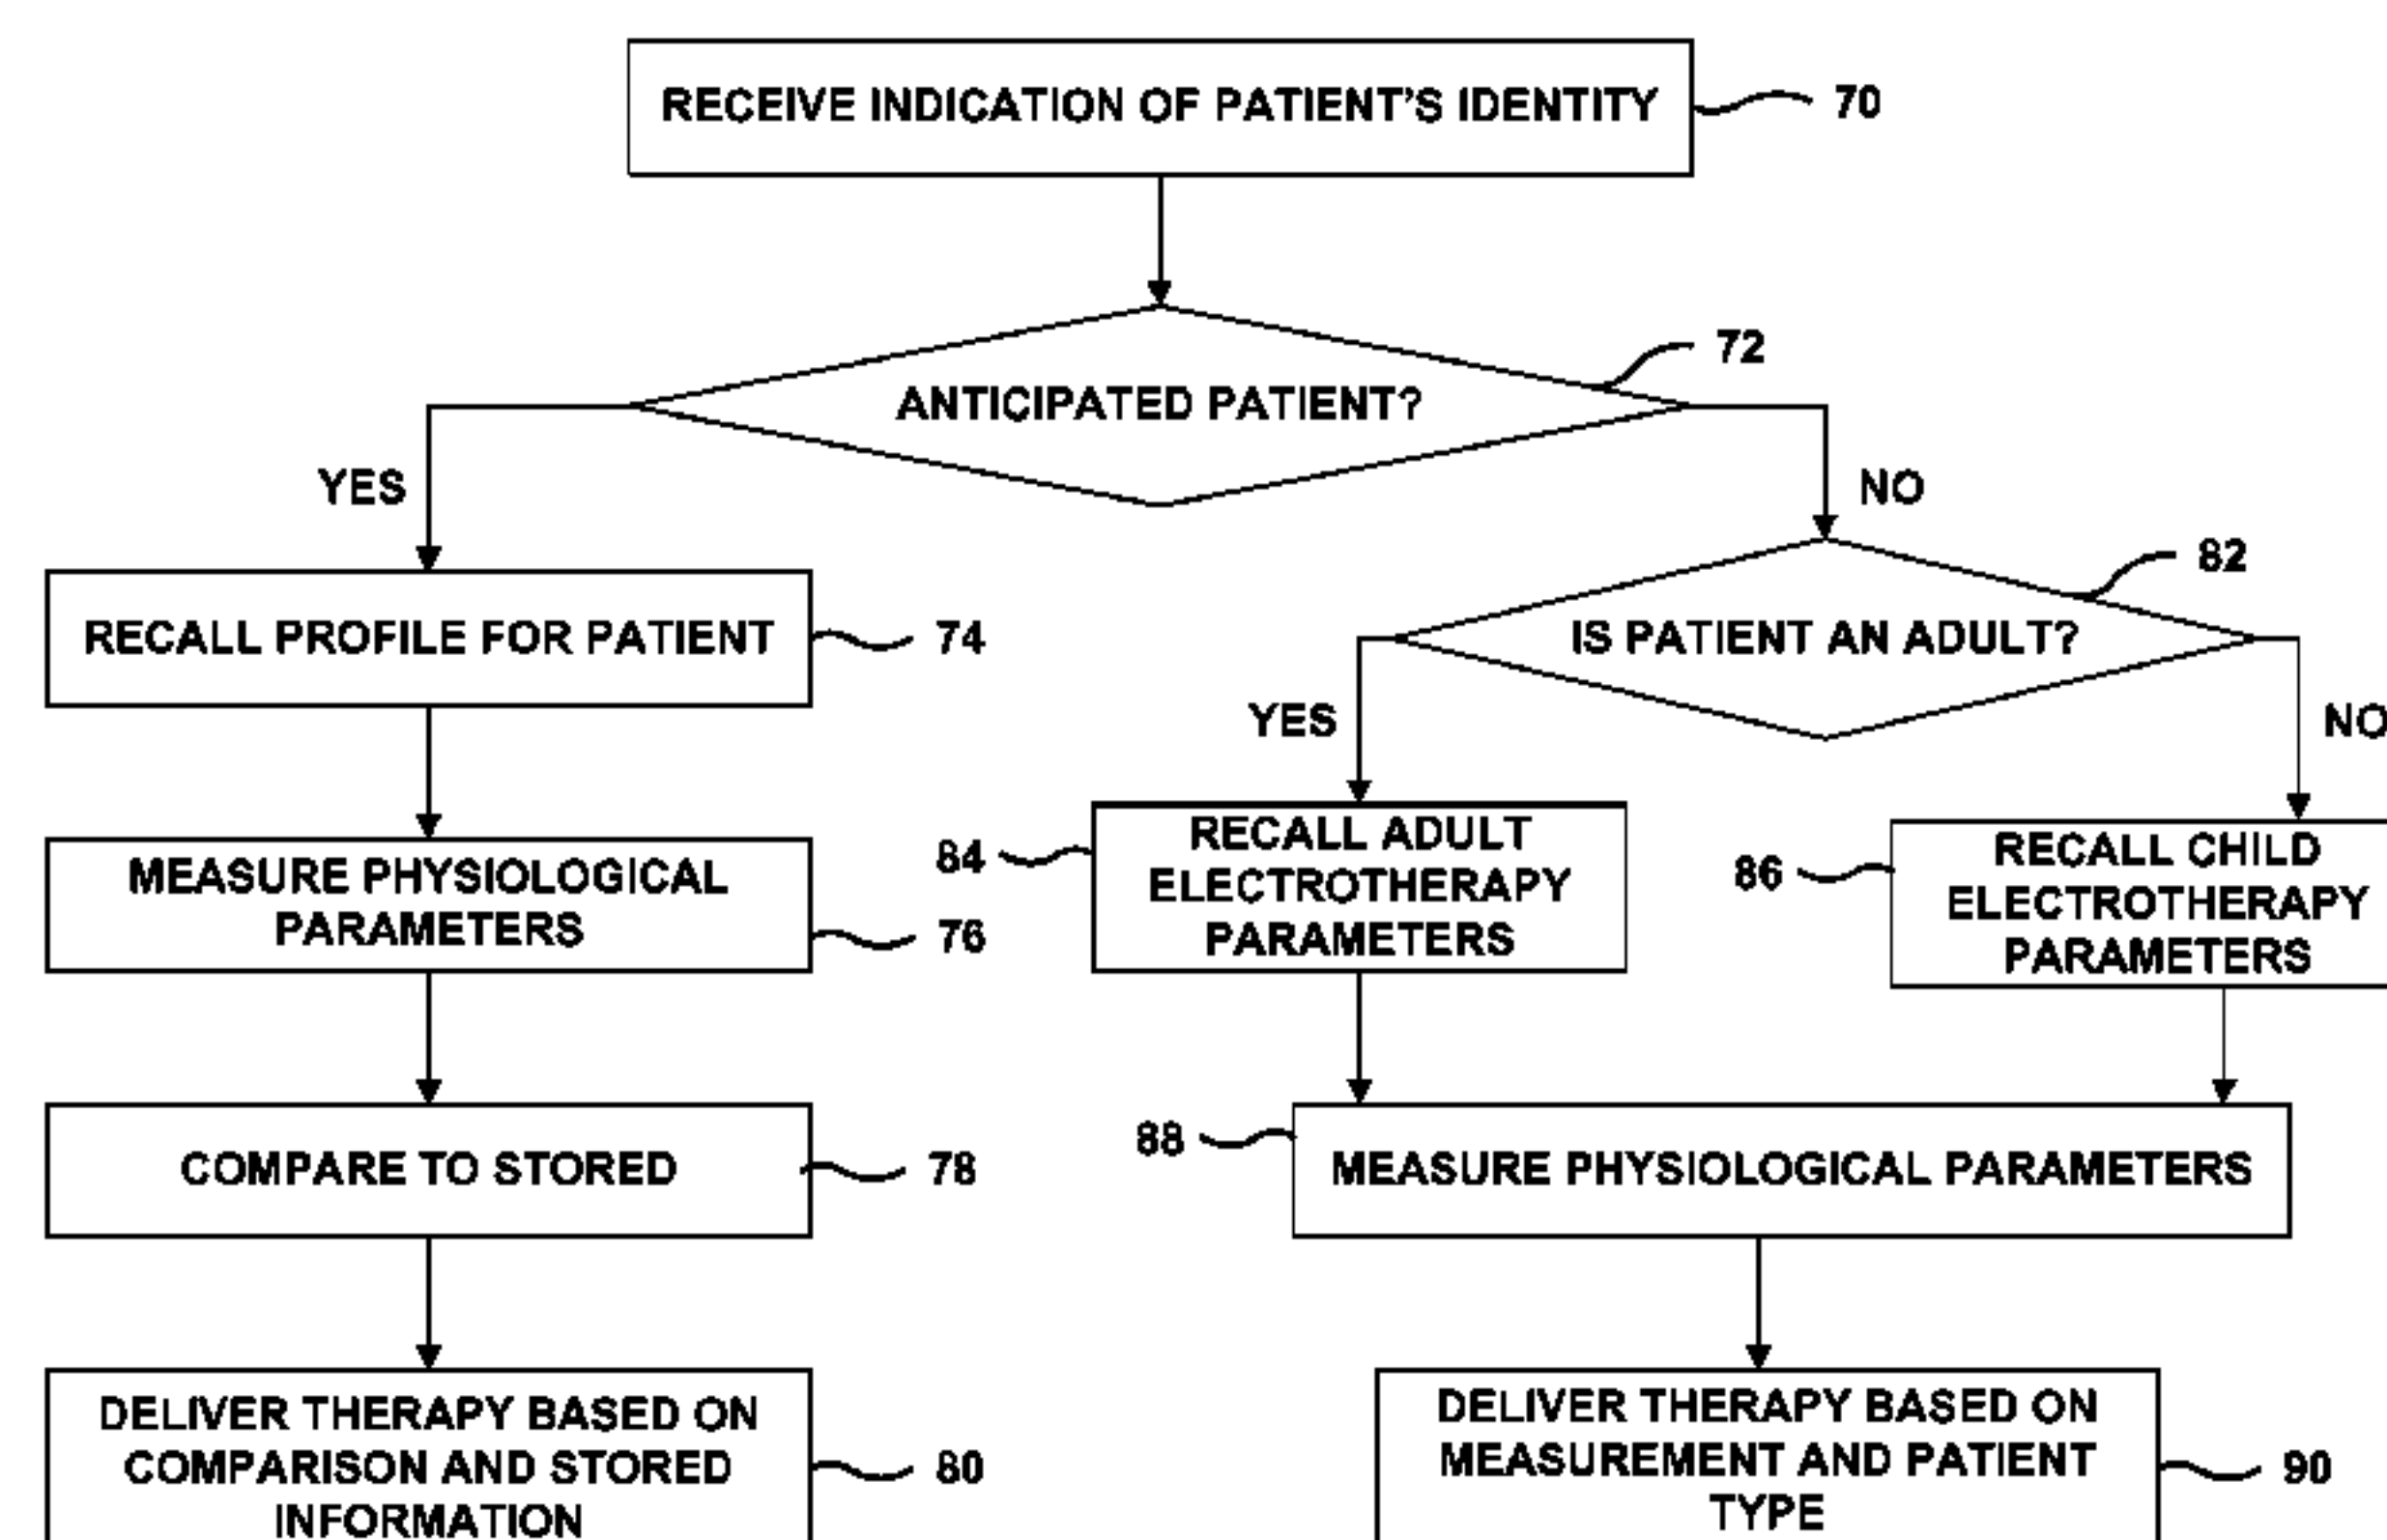 RECEIVE INDICATION OF PATIENT'S IDENTITY
70
ANTICIPATED PATIENT?
72
YES
NO
RECALL PROFILE FOR PATIENT
74
IS PATIENT AN ADULT?
82
YES
NO
MEASURE PHYSIOLOGICAL
PARAMETERS
76
84
RECALL ADULT
ELECTROTHERAPY
PARAMETERS
86
RECALL CHILD
ELECTROTHERAPY
PARAMETERS
COMPARE TO STORED
78
88
MEASURE PHYSIOLOGICAL PARAMETERS
DELIVER THERAPY BASED ON
COMPARISON AND STORED
INFORMATION
80
DELIVER THERAPY BASED ON
MEASUREMENT AND PATIENT
TYPE
90